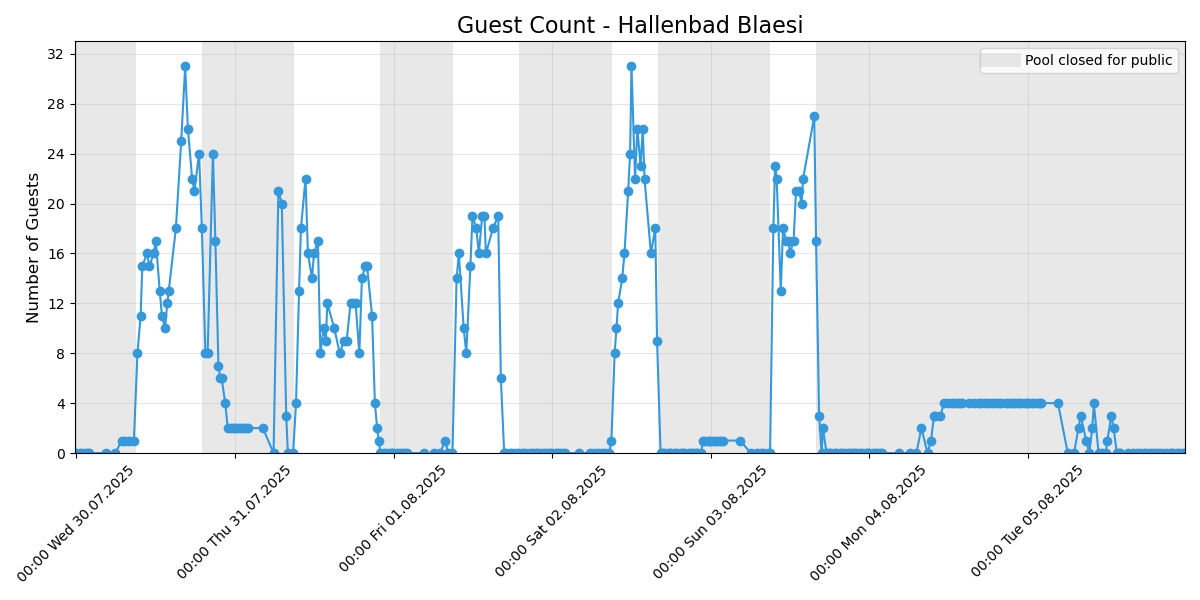 Guest Count - Hallenbad Blaesi
Pool closed for public
Number of Guests
32
28
24
20
16
12
8
4
0
00:00 Wed 30.07.2025
00:00 Thu 31.07.2025
00:00 Fri 01.08.2025
00:00 Sat 02.08.2025
00:00 Sun 03.08.2025
00:00 Mon 04.08.2025
00:00 Tue 05.08.2025